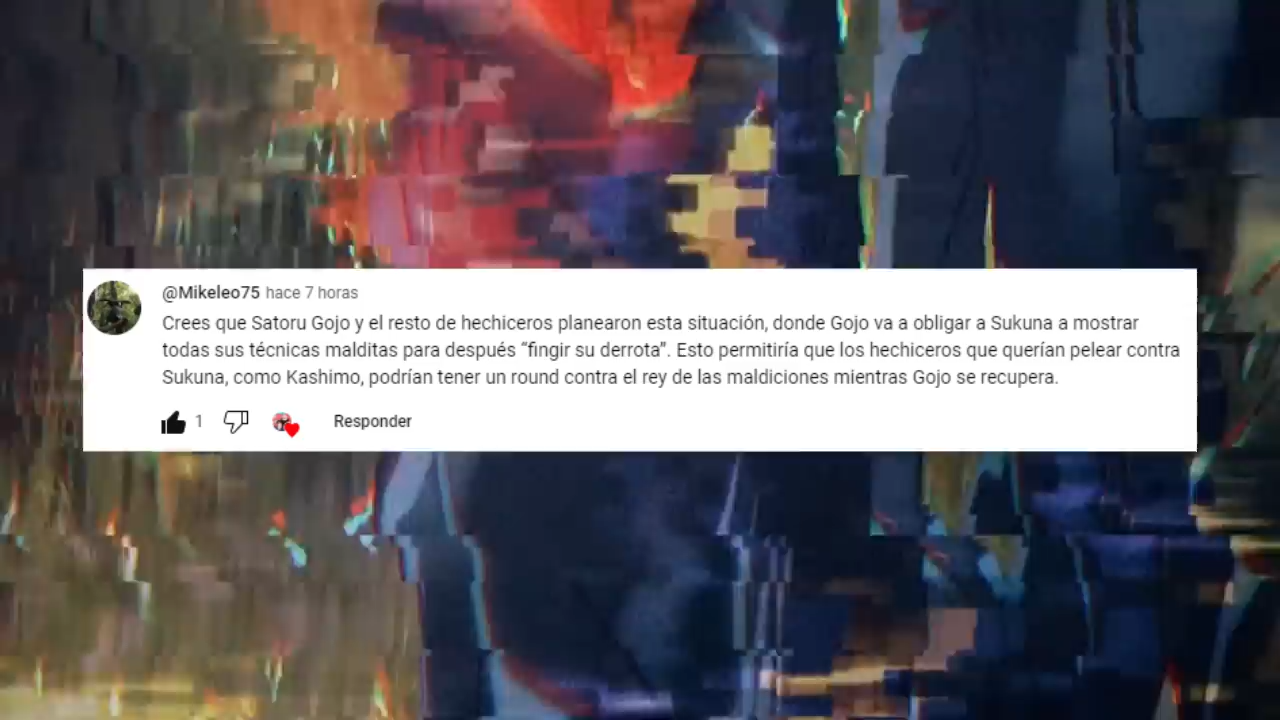 @Mikeleo75 hace 7 horas
Crees que Satoru Gojo y el resto de hechiceros planearon esta situación, donde Gojo va a obligar a Sukuna a mostrar
todas sus técnicas malditas para después “fingir su derrota”. Esto permitiría que los hechiceros que querían pelear contra
Sukuna, como Kashimo, podrían tener un round contra el rey de las maldiciones mientras Gojo se recupera.
1 Responder